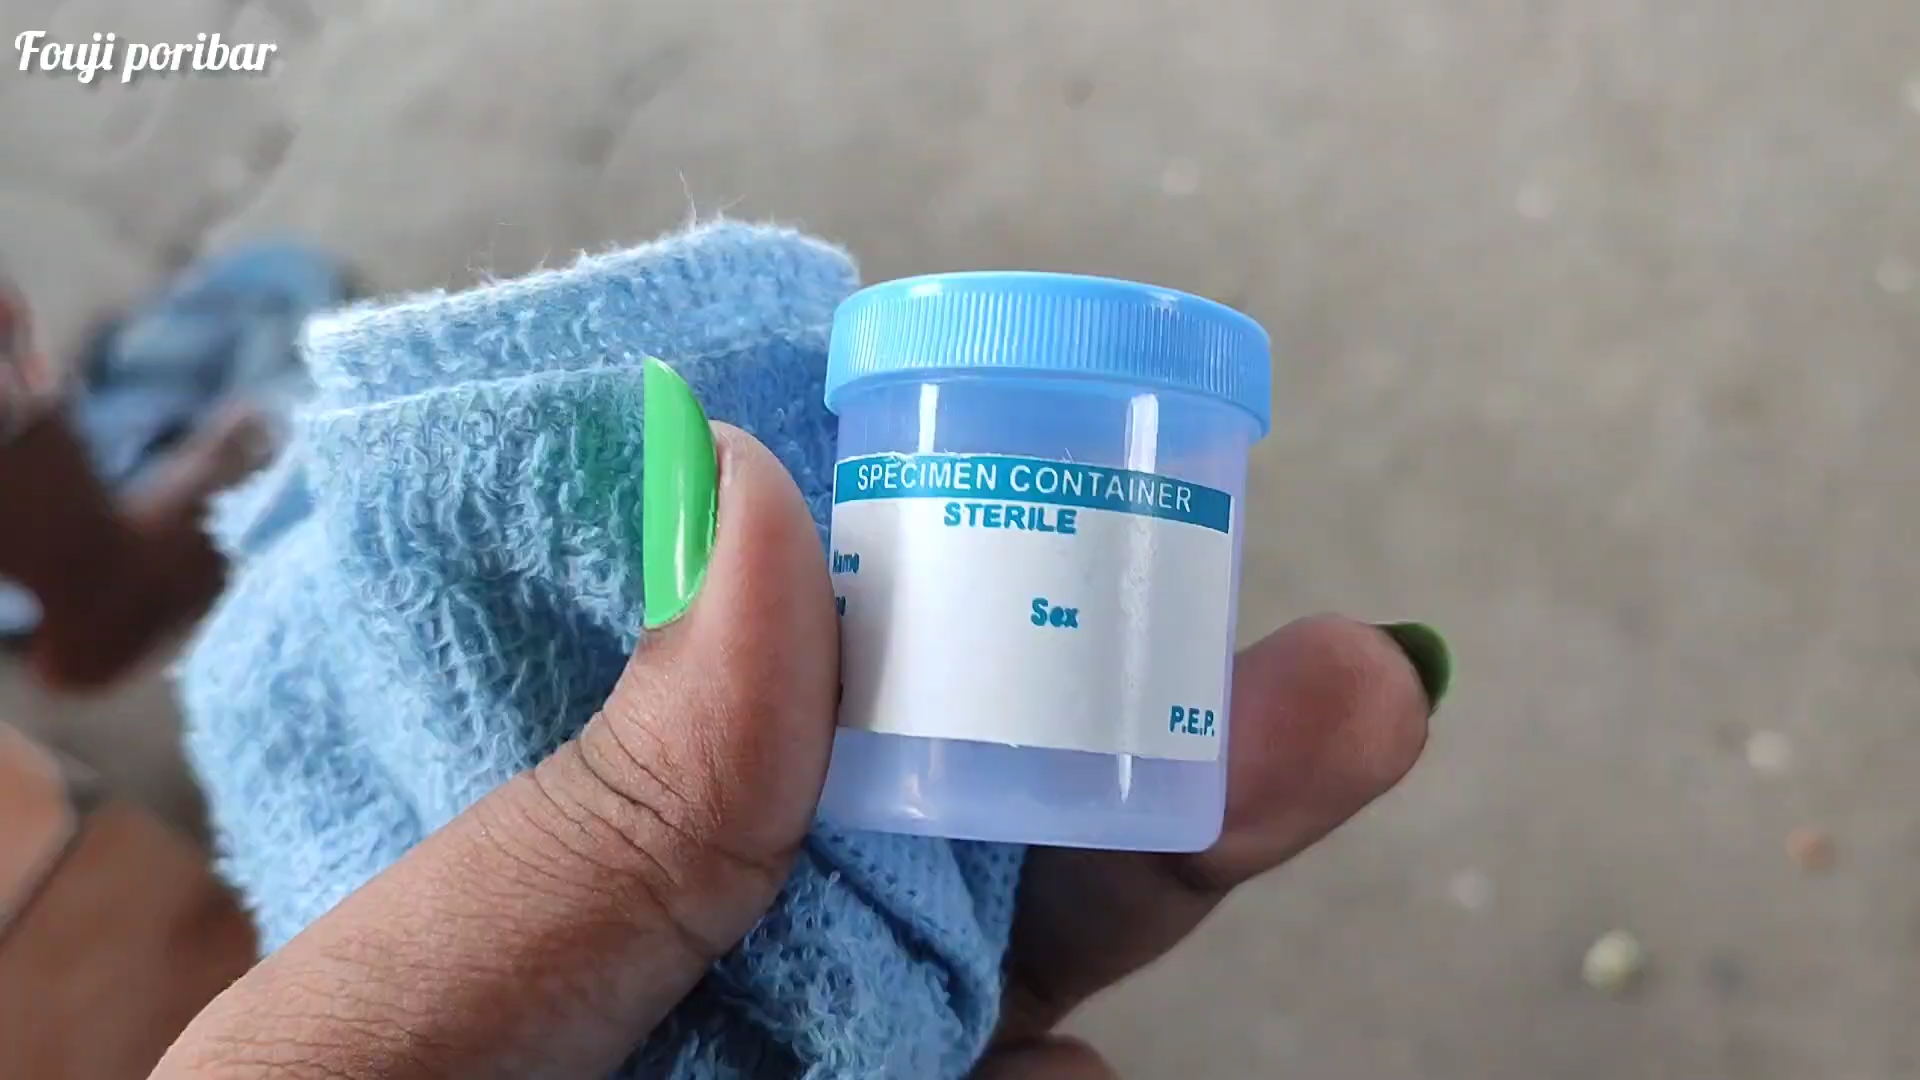 Fouji poribar
SPECIMEN CONTAINER
STERILE
Name
Sex
P.E.P.